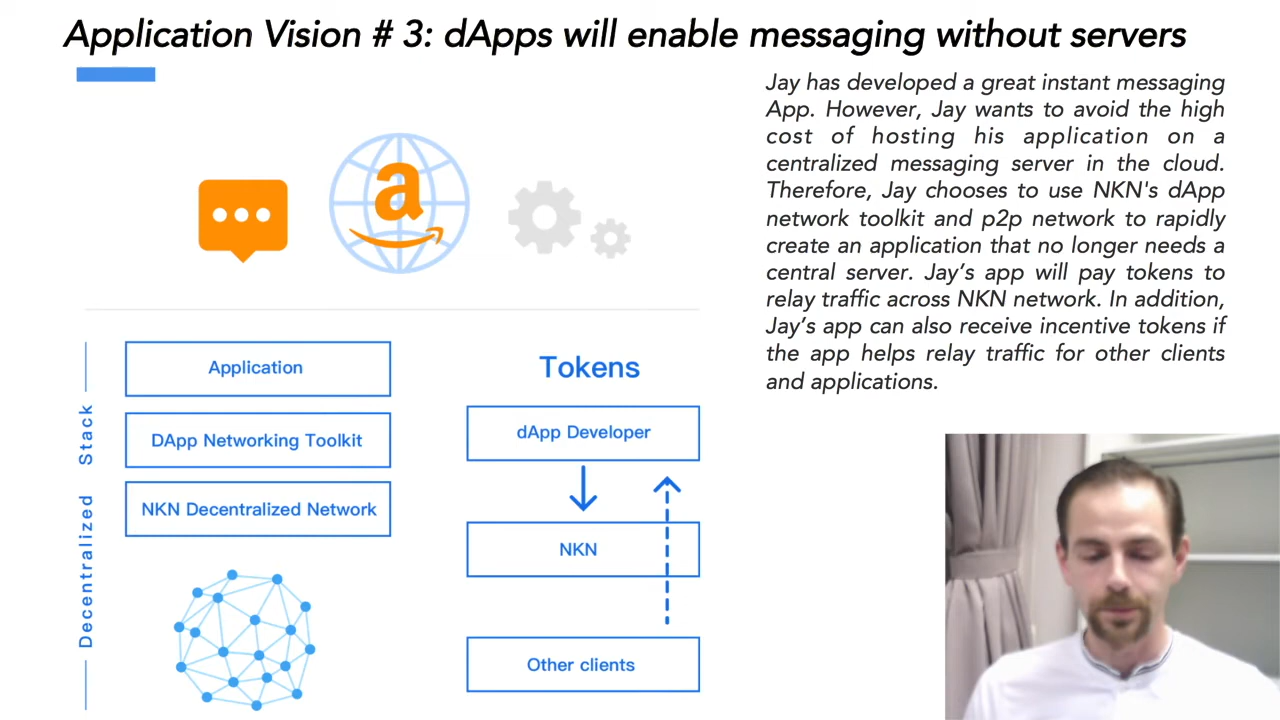 Application Vision # 3: dApps will enable messaging without servers
Jay has developed a great instant messaging
App. However, Jay wants to avoid the high
cost of hosting his application on a
centralized messaging server in the cloud.
Therefore, Jay chooses to use NKN's dApp
network toolkit and p2p network to rapidly
create an application that no longer needs a
central server. Jay’s app will pay tokens to
relay traffic across NKN network. In addition,
Jay’s app can also receive incentive tokens if
the app helps relay traffic for other clients
and applications.
a
Decentralized Stack
Application
DApp Networking Toolkit
NKN Decentralized Network
Tokens
dApp Developer
NKN
Other clients